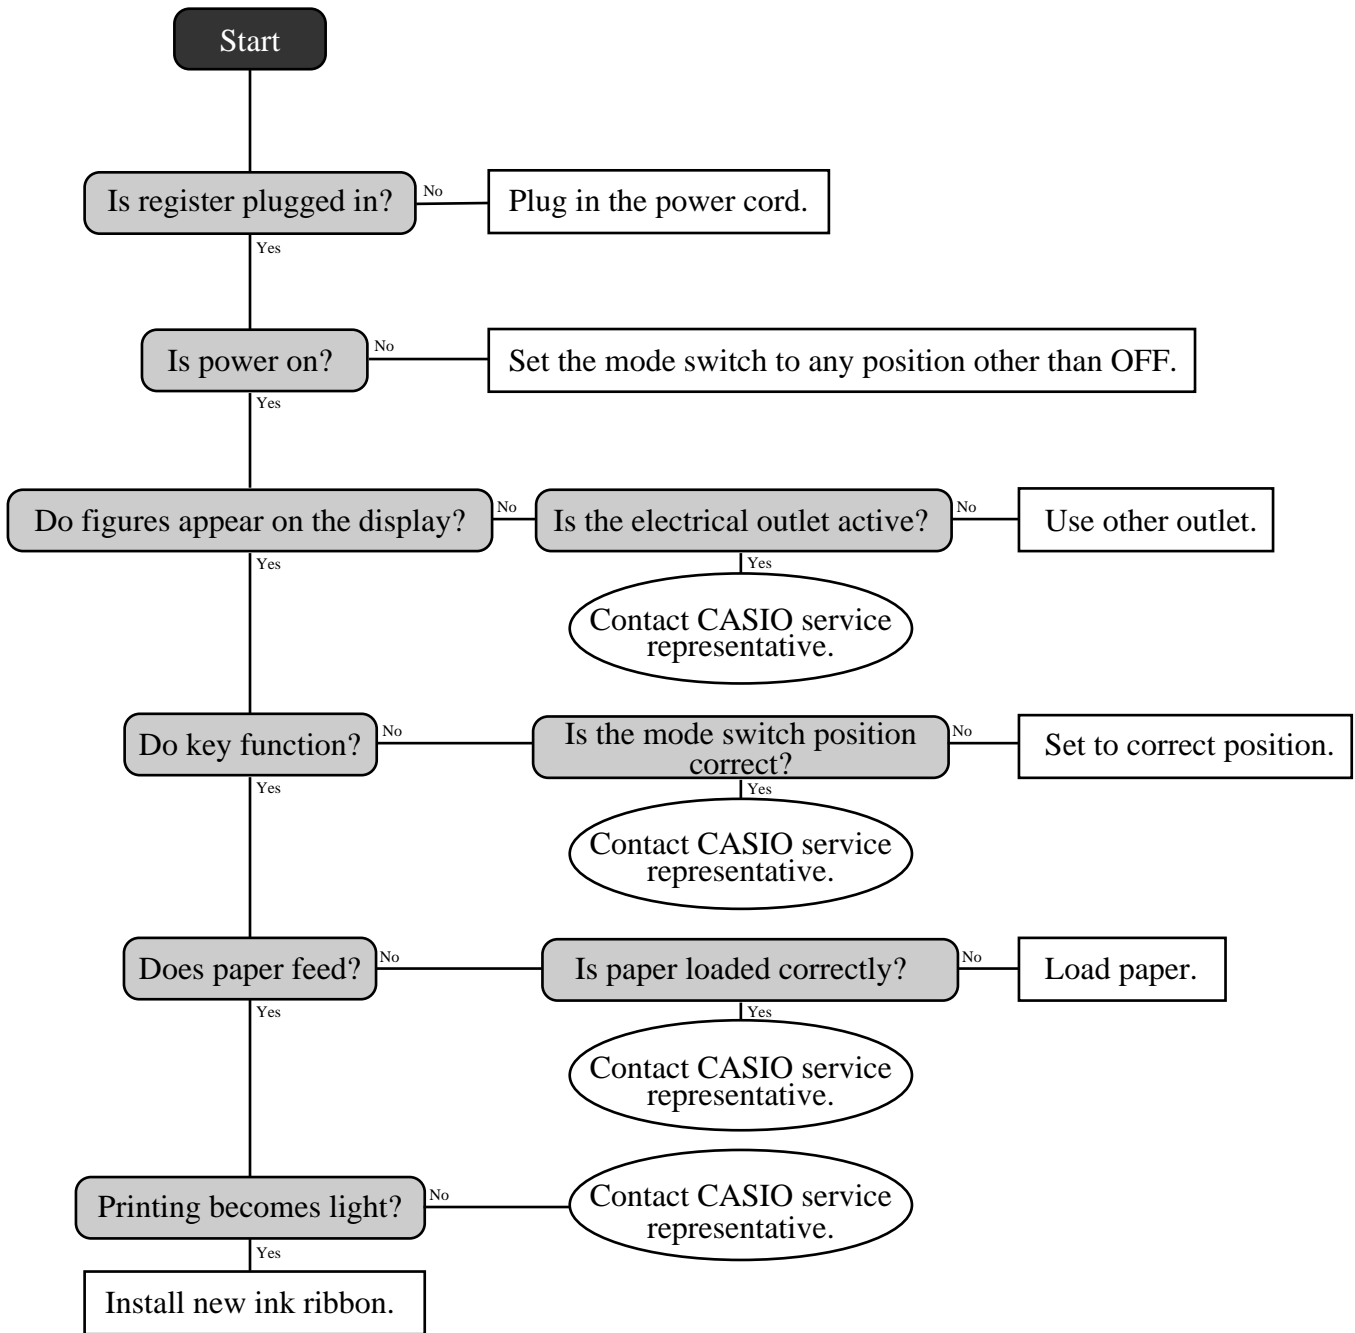 Start
Is register plugged in?
No
Plug in the power cord.
Yes
Is power on?
No
Set the mode switch to any position other than OFF.
Yes
Do figures appear on the display?
No
Is the electrical outlet active?
No
Use other outlet.
Yes
Yes
Contact CASIO service
representative.
Do key function?
No
Is the mode switch position
correct?
No
Set to correct position.
Yes
Yes
Contact CASIO service
representative.
Does paper feed?
No
Is paper loaded correctly?
No
Load paper.
Yes
Yes
Contact CASIO service
representative.
Printing becomes light?
No
Contact CASIO service
representative.
Yes
Install new ink ribbon.